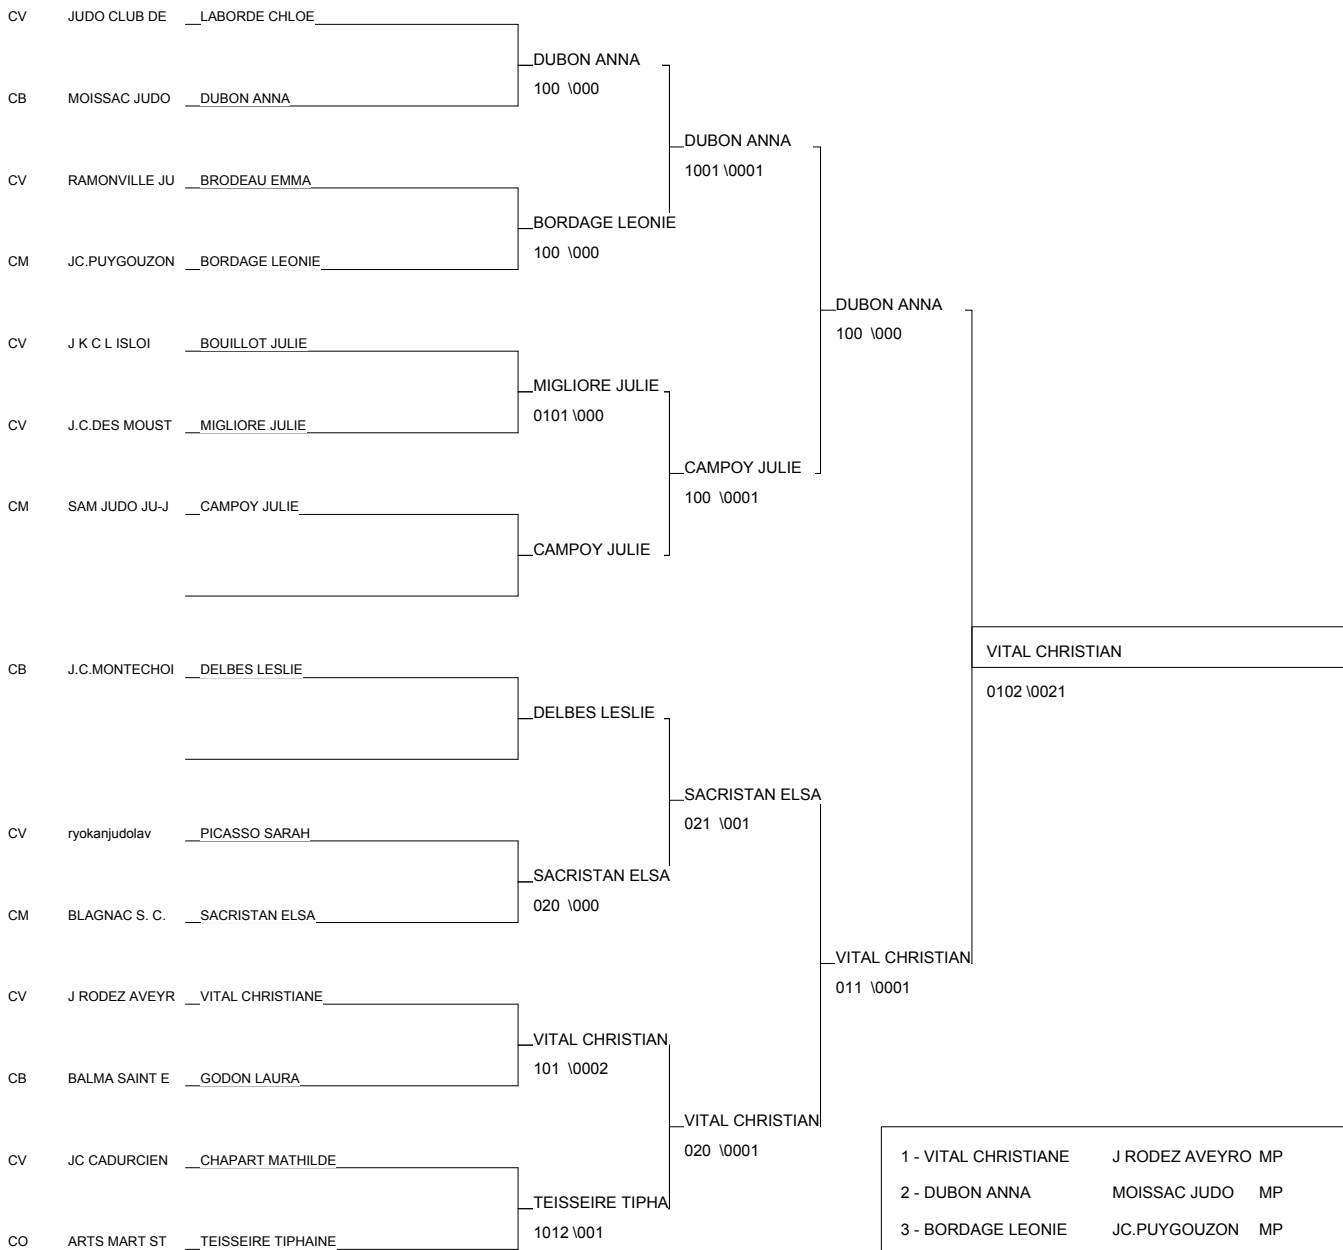 CV JUDO CLUB DE LABORDE CHLOE
DUBON ANNA
100 \000
CB MOISSAC JUDO DUBON ANNA
DUBON ANNA
1001 \0001
CV RAMONVILLE JU BRODEAU EMMA
BORDAGE LEONIE
100 \000
CM JC.PUYGOUZON BORDAGE LEONIE
DUBON ANNA
100 \000
CV J K C L ISLOI BOUILLOT JULIE
MIGLIORE JULIE
0101 \000
CV J.C.DES MOUST MIGLIORE JULIE
CAMPOY JULIE
100 \0001
CM SAM JUDO JU-J CAMPOY JULIE
CAMPOY JULIE
VITAL CHRISTIAN
0102 \0021
CB J.C.MONTECHOI DELBES LESLIE
DELBES LESLIE
SACRISTAN ELSA
021 \001
CV ryokanjudolav PICASSO SARAH
SACRISTAN ELSA
020 \000
CM BLAGNAC S. C. SACRISTAN ELSA
VITAL CHRISTIAN
011 \0001
CV J RODEZ AVEYR VITAL CHRISTIANE
VITAL CHRISTIAN
101 \0002
CB BALMA SAINT E GODON LAURA
VITAL CHRISTIAN
020 \0001
CV JC CADURCIEN CHAPART MATHILDE
TEISSEIRE TIPHA
1012 \001
CO ARTS MART ST TEISSEIRE TIPHAINE
1 - VITAL CHRISTIANE J RODEZ AVEYRO MP
2 - DUBON ANNA MOISSAC JUDO MP
3 - BORDAGE LEONIE JC.PUYGOUZON MP